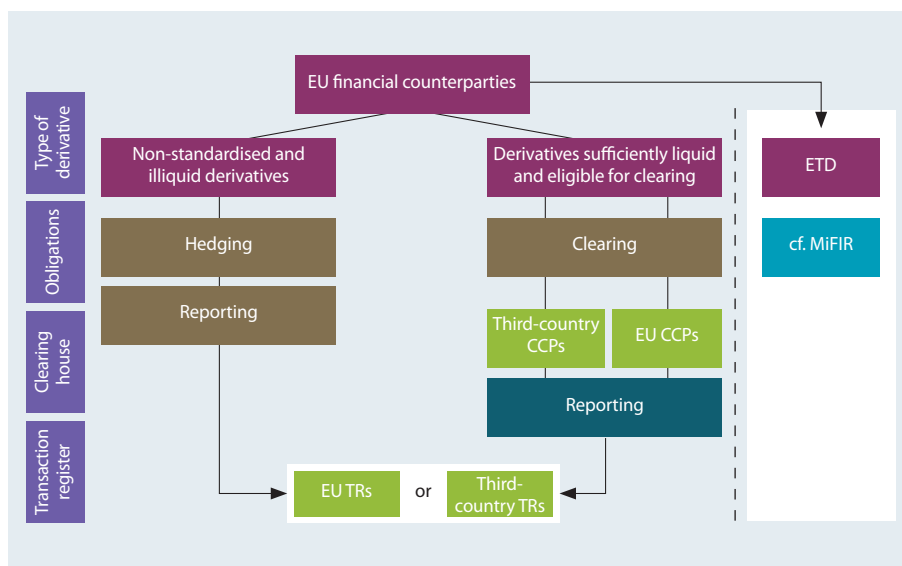 EU financial counterparties
Type of
derivative
Non-standardised and
illiquid derivatives
Derivatives sufficiently liquid
and eligible for clearing
ETD
Obligations
Hedging
Clearing
cf. MiFIR
Reporting
Clearing
house
Third-country
CCPs
EU CCPs
Reporting
Transaction
register
EU TRs
or
Third-
country TRs